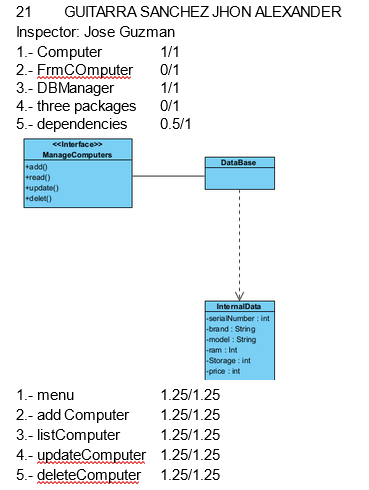 21 GUITARRA SANCHEZ JHON ALEXANDER
Inspector: Jose Guzman
1.- Computer 1/1
2.- FrmCOmputer 0/1
3.- DBManager 1/1
4.- three packages 0/1
5.- dependencies 0.5/1
<<Interface>>
ManageComputers
+add()
+read()
+update()
+delet()
DataBase
InternalData
-serialNumber : int
-brand : String
-model : String
-ram : Int
-Storage : int
-price : int
1.- menu 1.25/1.25
2.- add Computer 1.25/1.25
3.- listComputer 1.25/1.25
4.- updateComputer 1.25/1.25
5.- deleteComputer 1.25/1.25